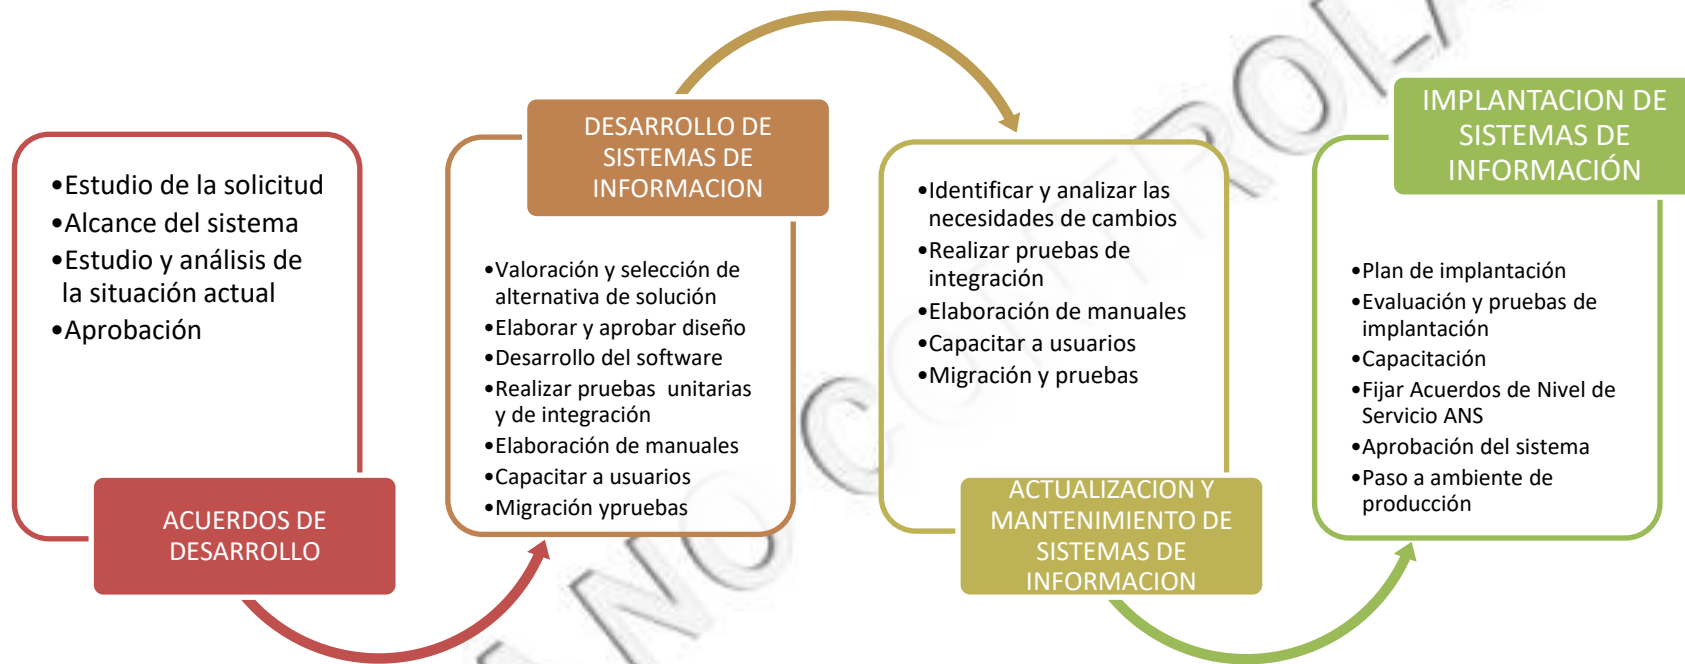 •Estudio de la solicitud
•Alcance del sistema
•Estudio y análisis de
la situación actual
•Aprobación
ACUERDOS DE
DESARROLLO
DESARROLLO DE
SISTEMAS DE
INFORMACION
•Valoración y selección de
alternativa de solución
•Elaborar y aprobar diseño
•Desarrollo del software
•Realizar pruebas unitarias
y de integración
•Elaboración de manuales
•Capacitar a usuarios
•Migración ypruebas
•Identificar y analizar las
necesidades de cambios
•Realizar pruebas de
integración
•Elaboración de manuales
•Capacitar a usuarios
•Migración y pruebas
ACTUALIZACION Y
MANTENIMIENTO DE
SISTEMAS DE
INFORMACION
IMPLANTACION DE
SISTEMAS DE
INFORMACIÓN
•Plan de implantación
•Evaluación y pruebas de
implantación
•Capacitación
•Fijar Acuerdos de Nivel de
Servicio ANS
•Aprobación del sistema
•Paso a ambiente de
producción